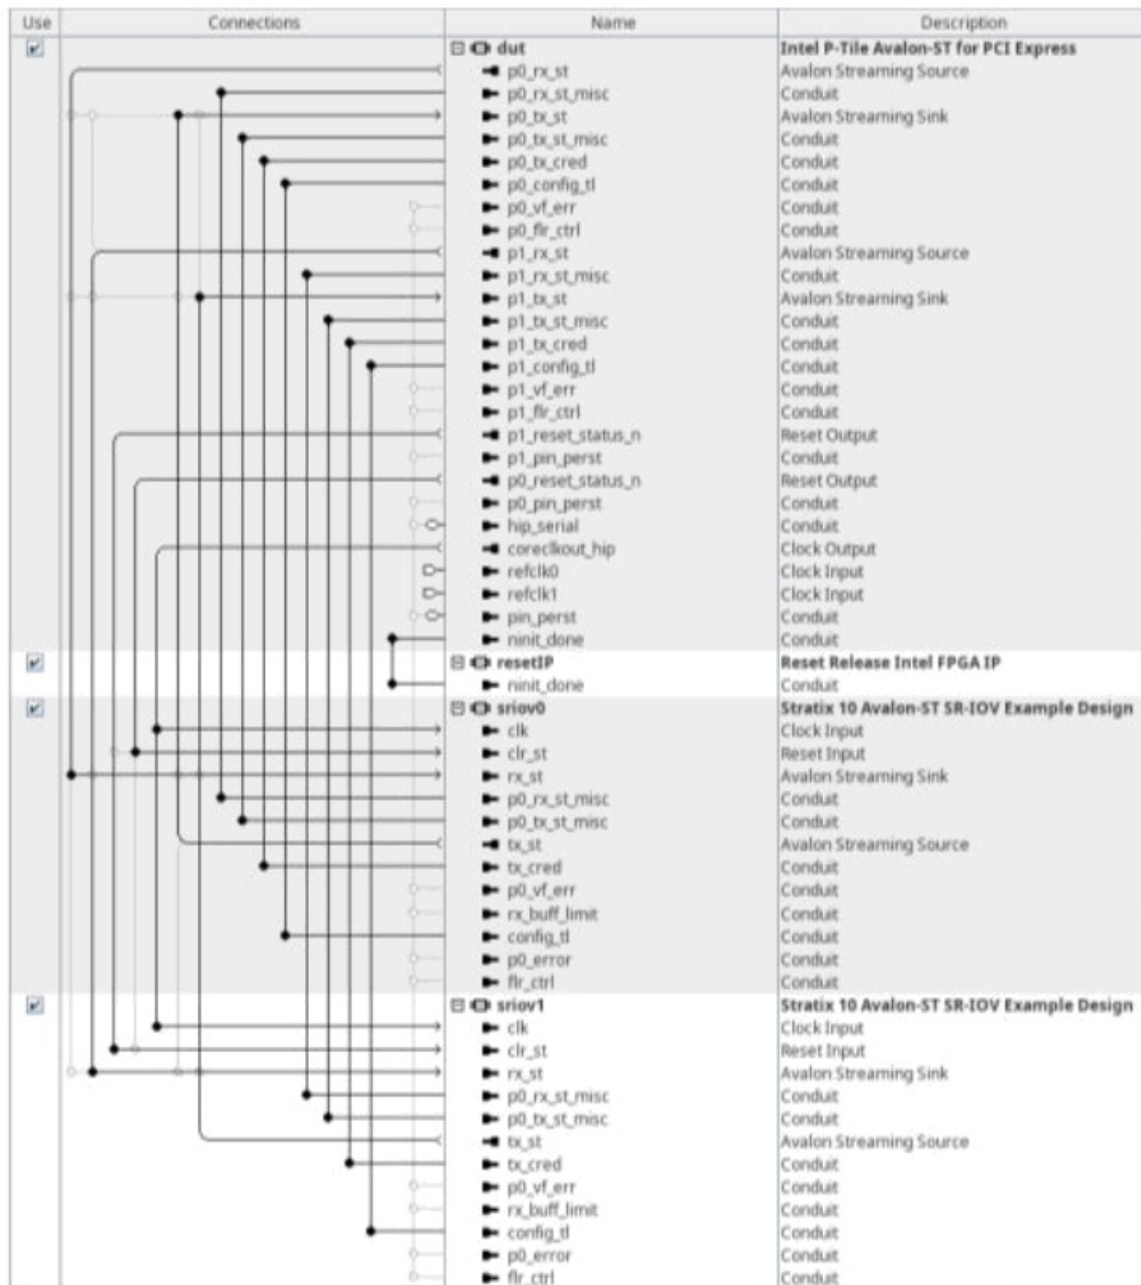 Use Connections Name Description
dut Intel P-Tile Avalon-ST for PCI Express
p0_rx_st Avalon Streaming Source
p0_rx_st_misc Conduit
p0_tx_st Avalon Streaming Sink
p0_tx_st_misc Conduit
p0_tx_cred Conduit
p0_config_tl Conduit
p0_vf_err Conduit
p0_flr_ctrl Conduit
p1_rx_st Avalon Streaming Source
p1_rx_st_misc Conduit
p1_tx_st Avalon Streaming Sink
p1_tx_st_misc Conduit
p1_tx_cred Conduit
p1_config_tl Conduit
p1_vf_err Conduit
p1_flr_ctrl Conduit
p1_reset_status_n Reset Output
p1_pin_perst Conduit
p0_reset_status_n Reset Output
p0_pin_perst Conduit
hip_serial Conduit
coreclkout_hip Clock Output
refclk0 Clock Input
refclk1 Clock Input
pin_perst Conduit
ninit_done Conduit
resetIP Reset Release Intel FPGA IP
ninit_done Conduit
sriov0 Stratix 10 Avalon-ST SR-IOV Example Design
clk Clock Input
clr_st Reset Input
rx_st Avalon Streaming Sink
p0_rx_st_misc Conduit
p0_tx_st_misc Conduit
tx_st Avalon Streaming Source
tx_cred Conduit
p0_vf_err Conduit
rx_buff_limit Conduit
config_tl Conduit
p0_error Conduit
flr_ctrl Conduit
sriov1 Stratix 10 Avalon-ST SR-IOV Example Design
clk Clock Input
clr_st Reset Input
rx_st Avalon Streaming Sink
p0_rx_st_misc Conduit
p0_tx_st_misc Conduit
tx_st Avalon Streaming Source
tx_cred Conduit
p0_vf_err Conduit
rx_buff_limit Conduit
config_tl Conduit
p0_error Conduit
flr_ctrl Conduit